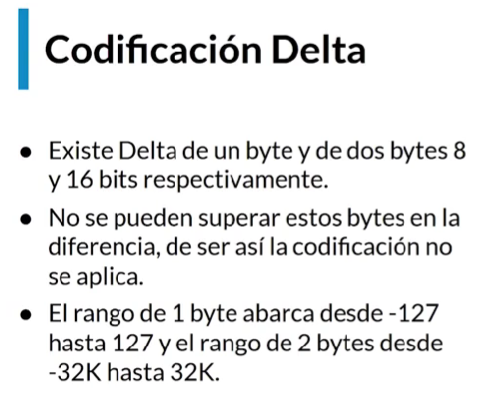 Codificación Delta
● Existe Delta de un byte y de dos bytes 8
y 16 bits respectivamente.
● No se pueden superar estos bytes en la
diferencia, de ser así la codificación no
se aplica.
● El rango de 1 byte abarca desde -127
hasta 127 y el rango de 2 bytes desde
-32K hasta 32K.